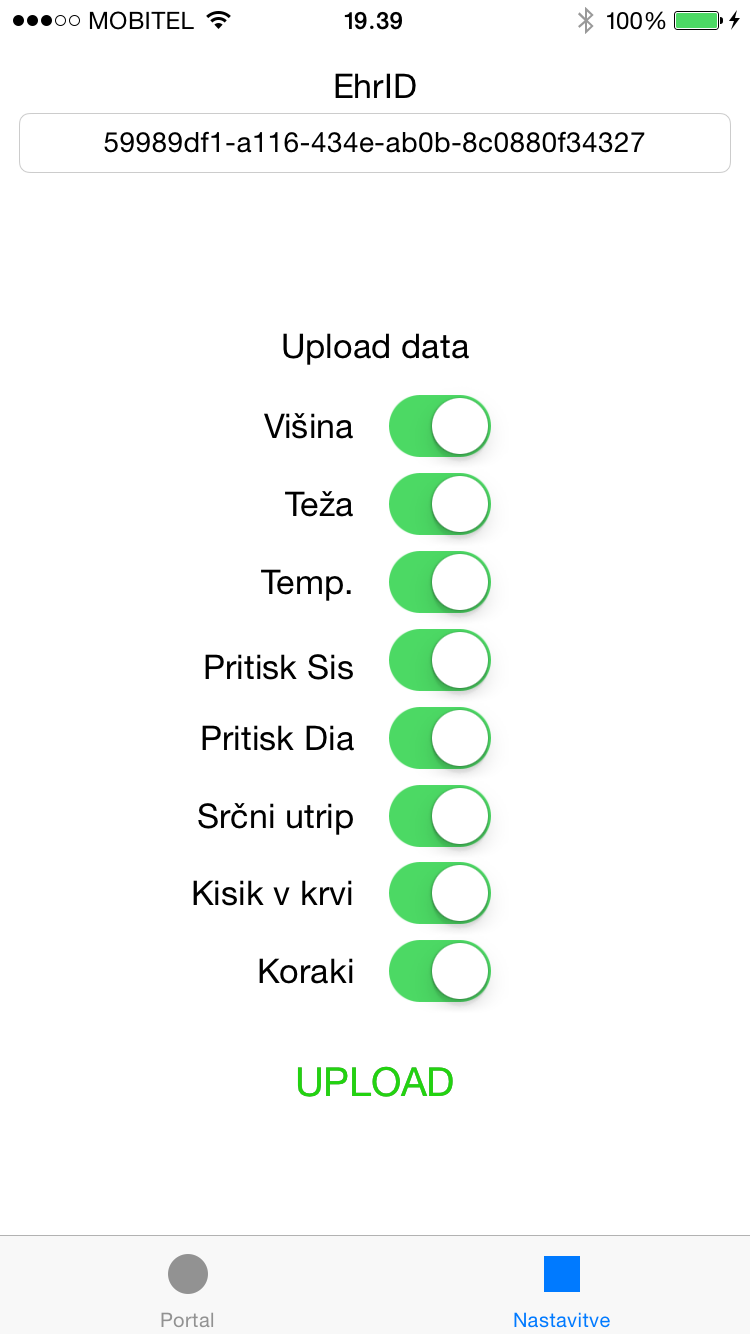 MOBITEL 19.39 100%
EhrID
59989df1-a116-434e-ab0b-8c0880f34327
Upload data
Višina
Teža
Temp.
Pritisk Sis
Pritisk Dia
Srčni utrip
Kisik v krvi
Koraki
UPLOAD
Portal Nastavitve